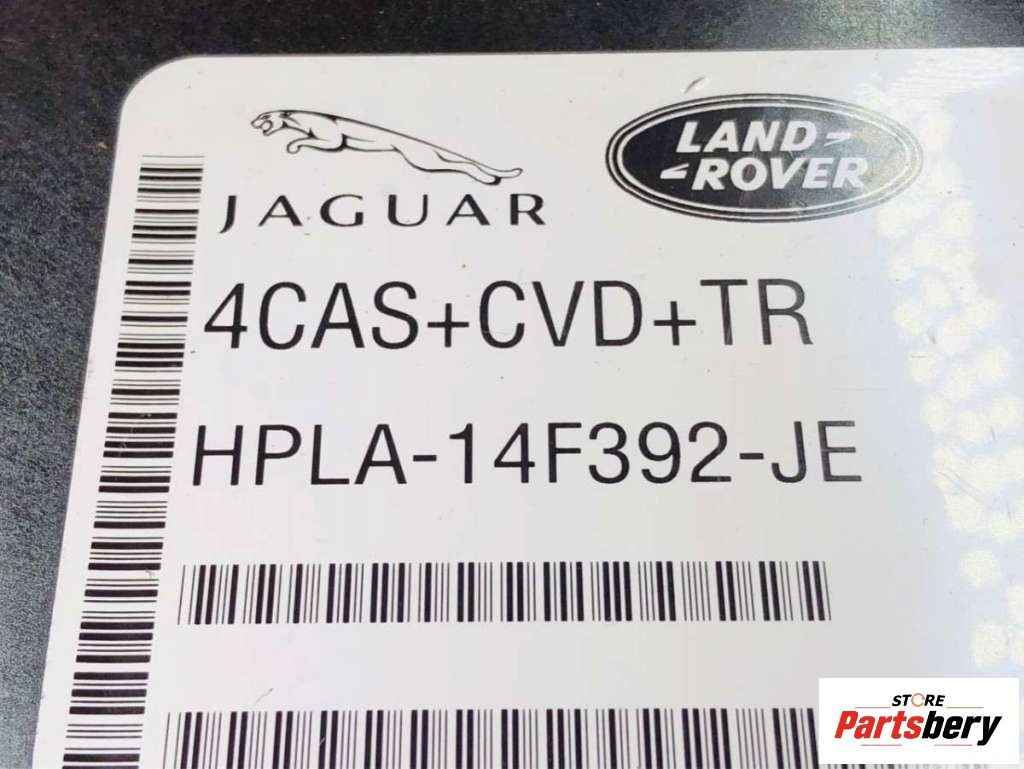 JAGUAR
LAND
ROVER
4CAS+CVD+TR
HPLA-14F392-JE
STORE
Partsbery